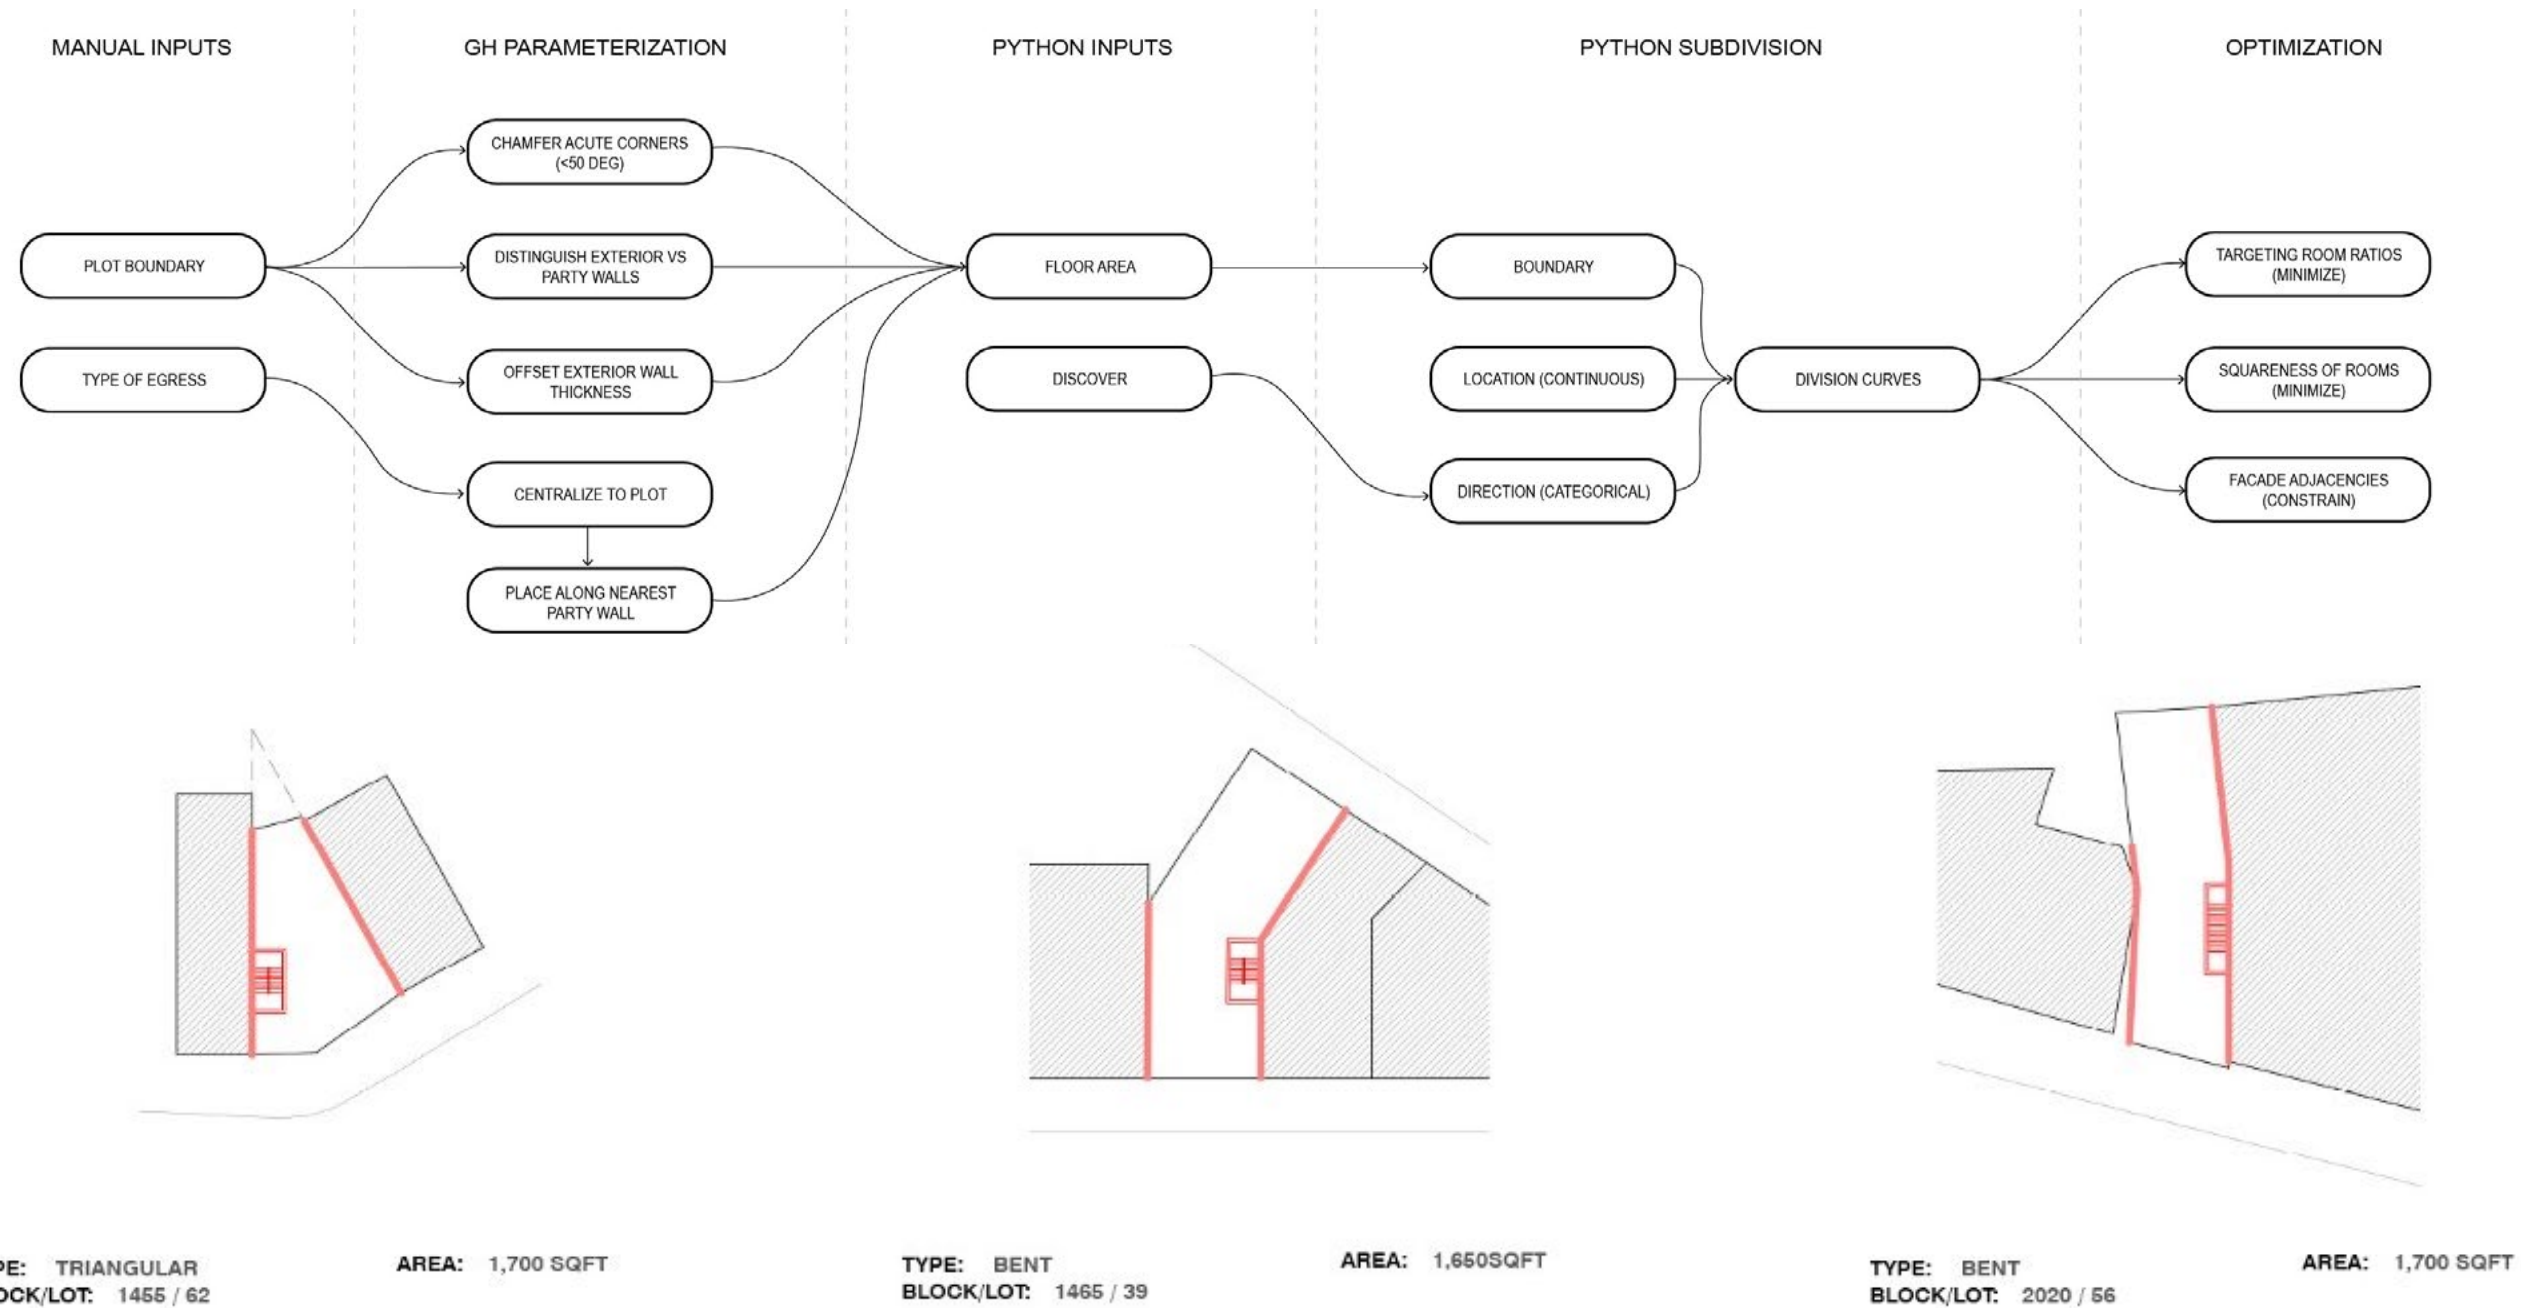 MANUAL INPUTS
GH PARAMETERIZATION
PYTHON INPUTS
PYTHON SUBDIVISION
OPTIMIZATION
PLOT BOUNDARY
TYPE OF EGRESS
CHAMFER ACUTE CORNERS
(<50 DEG)
DISTINGUISH EXTERIOR VS
PARTY WALLS
OFFSET EXTERIOR WALL
THICKNESS
CENTRALIZE TO PLOT
PLACE ALONG NEAREST
PARTY WALL
FLOOR AREA
DISCOVER
BOUNDARY
LOCATION (CONTINUOUS)
DIRECTION (CATEGORICAL)
DIVISION CURVES
TARGETING ROOM RATIOS
(MINIMIZE)
SQUARENESS OF ROOMS
(MINIMIZE)
FACADE ADJACENCIES
(CONSTRAIN)
PE: TRIANGULAR
OCK/LOT: 1455 / 62
AREA: 1,700 SQFT
TYPE: BENT
BLOCK/LOT: 1465 / 39
AREA: 1,650SQFT
TYPE: BENT
BLOCK/LOT: 2020 / 56
AREA: 1,700 SQFT